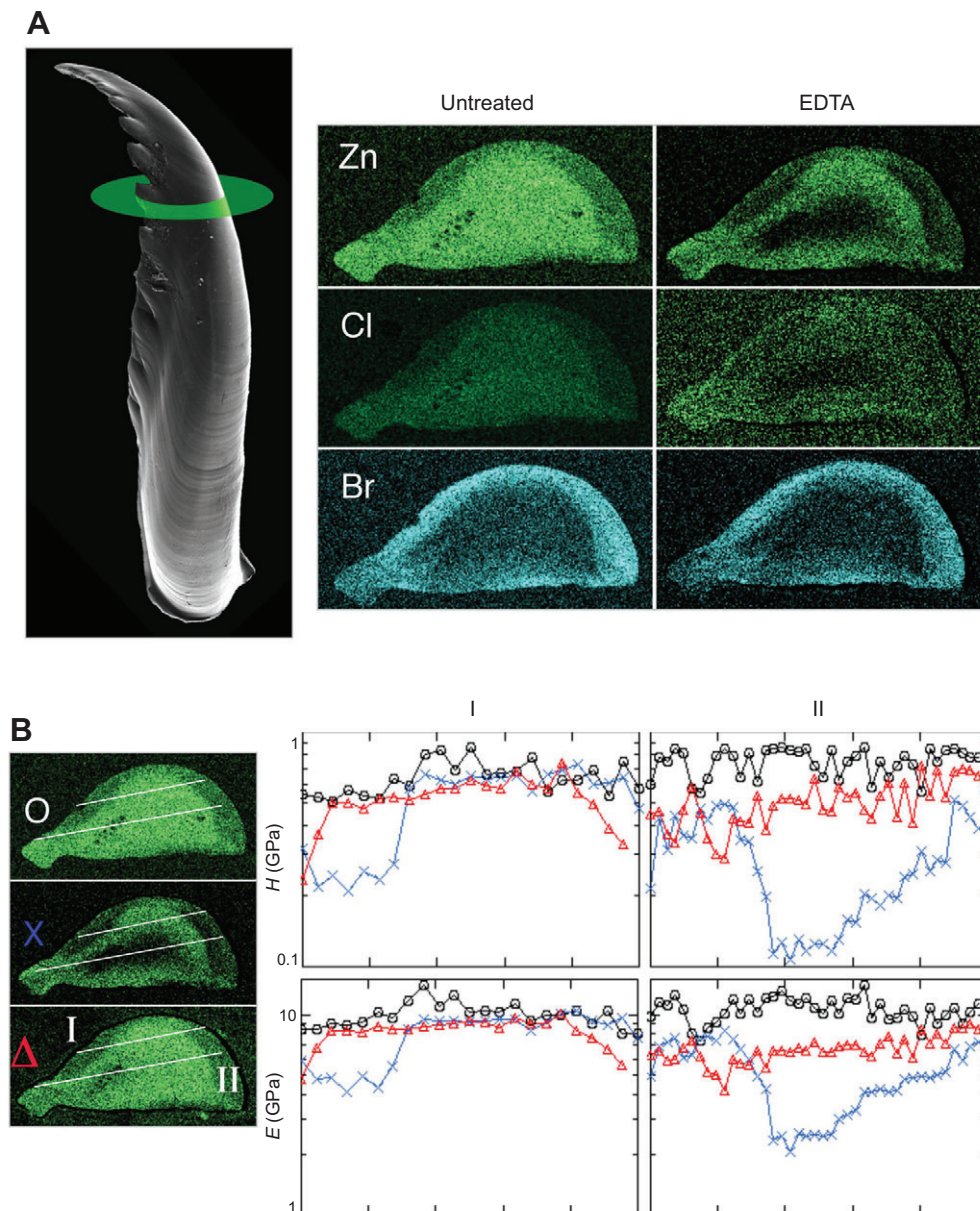 A
Untreated EDTA
Zn
Cl
Br
B
I II
O
X
Δ I II
1
H (GPa)
0.1
10
E (GPa)
1